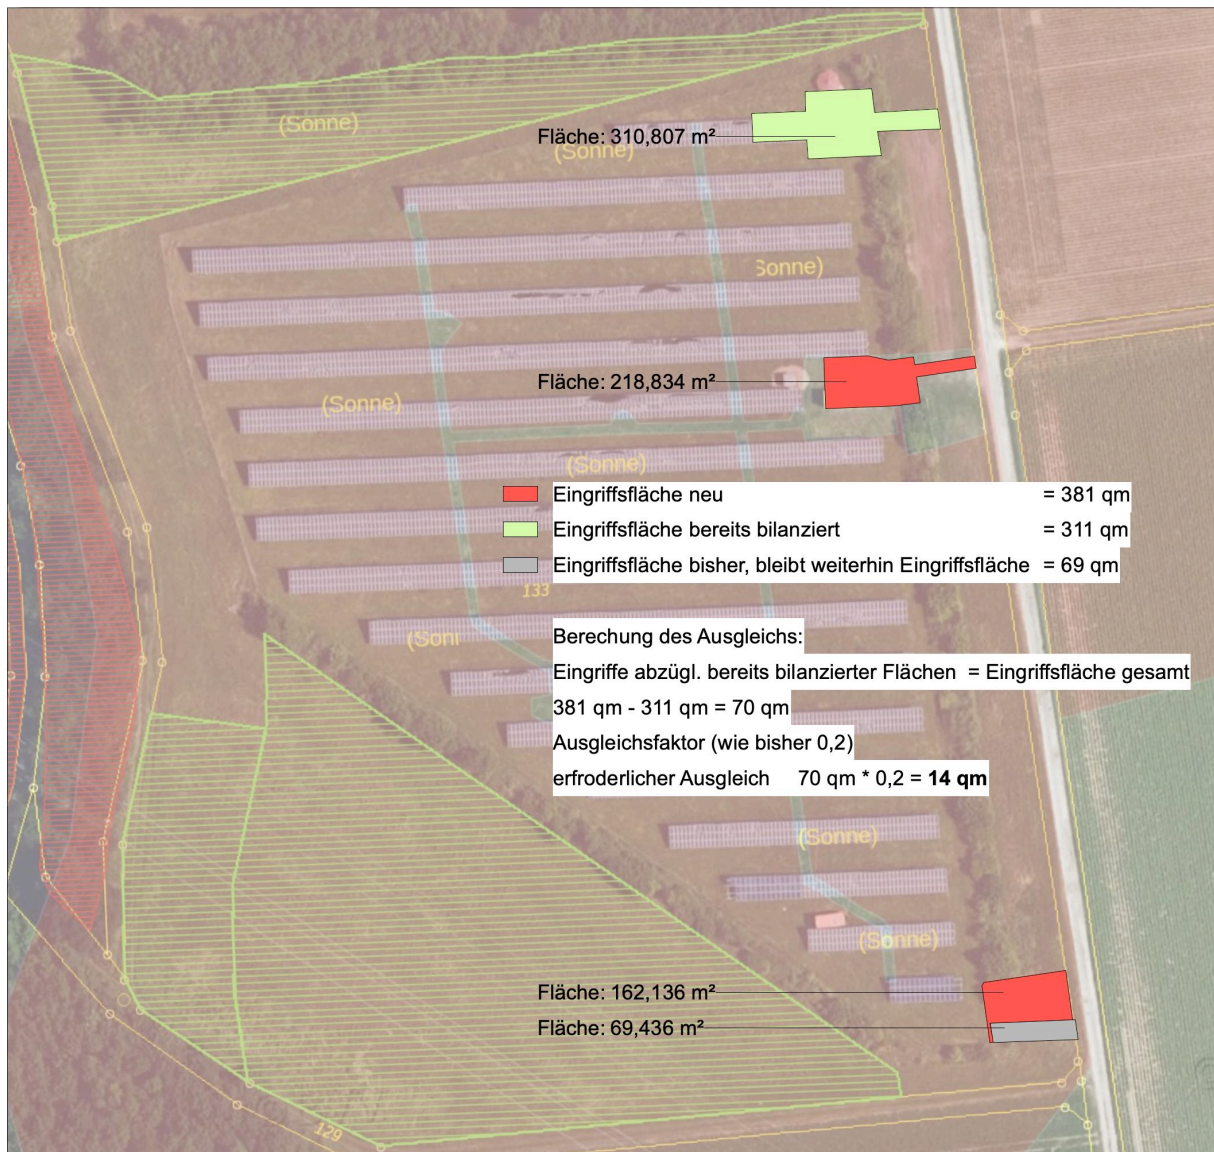 (Sonne)
Fläche: 310,807 m²
(Sonne)
Sonne)
Fläche: 218,834 m²
(Sonne)
(Sonne)
Eingriffsfläche neu = 381 qm
Eingriffsfläche bereits bilanziert = 311 qm
Eingriffsfläche bisher, bleibt weiterhin Eingriffsfläche = 69 qm
133
(Sonı
Berechung des Ausgleichs:
Eingriffe abzügl. bereits bilanzierter Flächen = Eingriffsfläche gesamt
381 qm - 311 qm = 70 qm
Ausgleichsfaktor (wie bisher 0,2)
erfroderlicher Ausgleich 70 qm * 0,2 = 14 qm
(Sonne)
(Sonne)
Fläche: 162,136 m²
Fläche: 69,436 m²
129